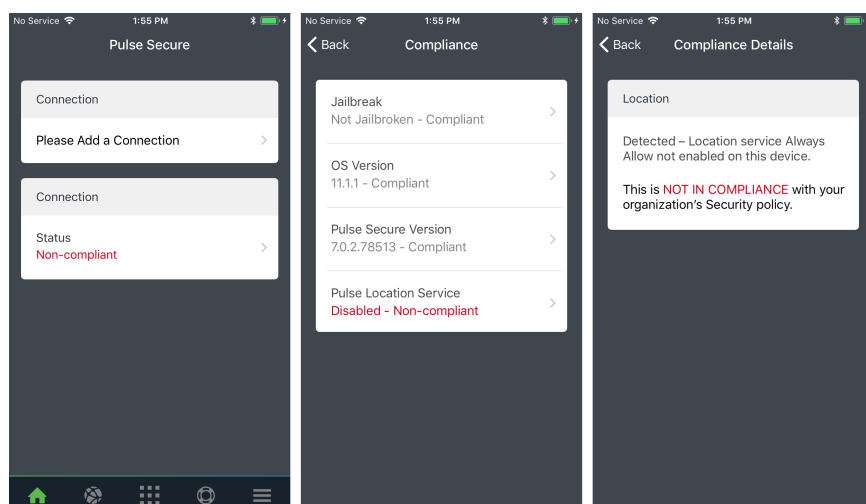 No Service 1:55 PM
Pulse Secure
Connection
Please Add a Connection
Connection
Status
Non-compliant
No Service 1:55 PM
Back Compliance
Jailbreak
Not Jailbroken - Compliant
OS Version
11.1.1 - Compliant
Pulse Secure Version
7.0.2.78513 - Compliant
Pulse Location Service
Disabled - Non-compliant
No Service 1:55 PM
Back Compliance Details
Location
Detected – Location service Always
Allow not enabled on this device.
This is NOT IN COMPLIANCE with your
organization's Security policy.